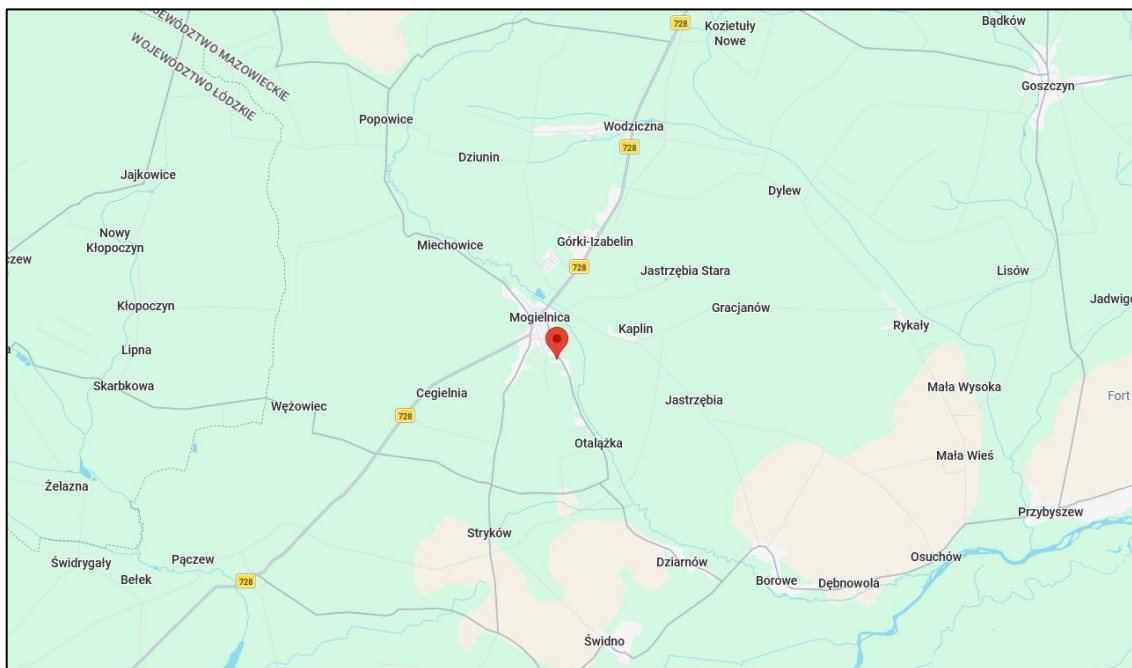 728
Kozietuły
Nowe
Bądków
WOJEWÓDZTWO MAZOWIECKIE
WOJEWÓDZTWO ŁÓDZKIE
Goszczyn
Popowice
Wodziczna
728
Dziunin
Jajkowice
Dylew
Nowy
Kłopoczyn
Miechowice
Górki-Izabelin
728
Jastrzębia Stara
Lisów
Kłopoczyn
Gracjanów
Mogielnica
Kaplin
Rykały
Lipna
Skarbkowa
Cegielnia
Mała Wysoka
Fort
Wężowiec
728
Jastrzębia
Otalążka
Mała Wieś
Żelazna
Przybyszew
Stryków
Świdrygały
Pączew
Dziarnów
Osuchów
Bełek
728
Borowe
Dębnowola
Świdno